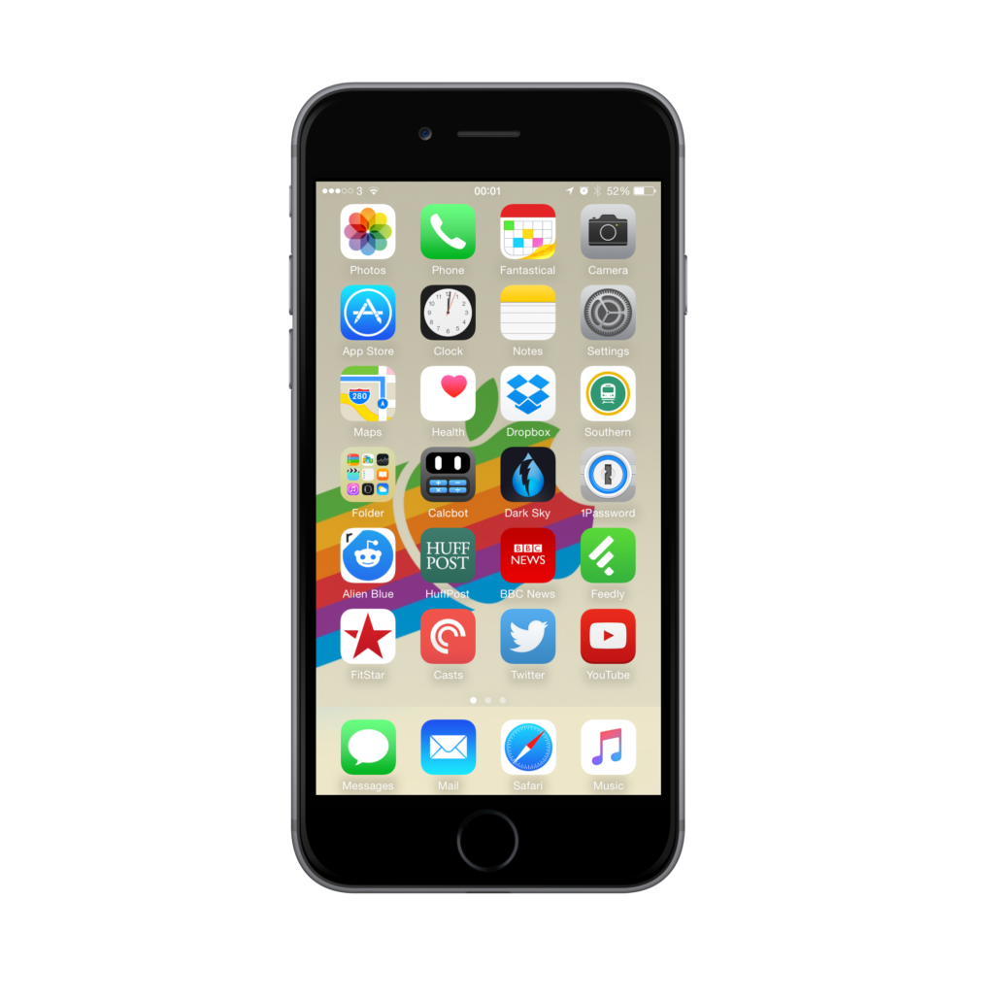 3 00:01 52%
Photos Phone Fantastical Camera
App Store Clock Notes Settings
280
Maps Health Dropbox Southern
Folder Calcbot Dark Sky 1Password
r HUFF POST BBC NEWS
Alien Blue HuffPost BBC News Feedly
FitStar Casts Twitter YouTube
Messages Mail Safari Music